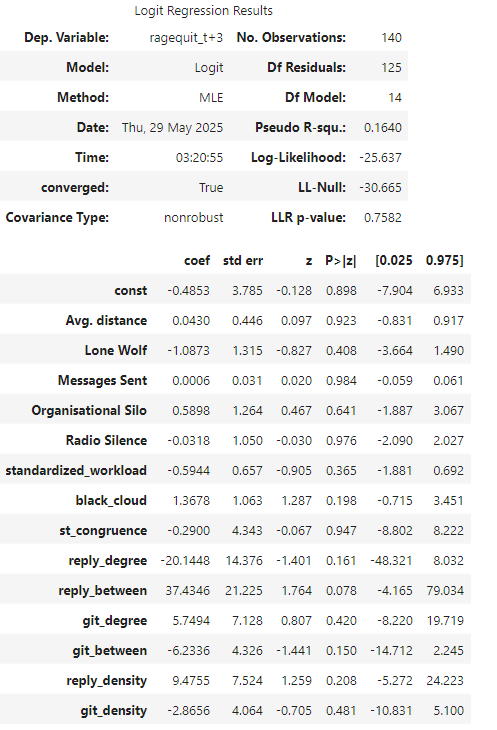 Logit Regression Results
Dep. Variable: ragequit_t+3 No. Observations: 140
Model: Logit Df Residuals: 125
Method: MLE Df Model: 14
Date: Thu, 29 May 2025 Pseudo R-squ.: 0.1640
Time: 03:20:55 Log-Likelihood: -25.637
converged: True LL-Null: -30.665
Covariance Type: nonrobust LLR p-value: 0.7582
coef std err z P>|z| [0.025 0.975]
const -0.4853 3.785 -0.128 0.898 -7.904 6.933
Avg. distance 0.0430 0.446 0.097 0.923 -0.831 0.917
Lone Wolf -1.0873 1.315 -0.827 0.408 -3.664 1.490
Messages Sent 0.0006 0.031 0.020 0.984 -0.059 0.061
Organisational Silo 0.5898 1.264 0.467 0.641 -1.887 3.067
Radio Silence -0.0318 1.050 -0.030 0.976 -2.090 2.027
standardized_workload -0.5944 0.657 -0.905 0.365 -1.881 0.692
black_cloud 1.3678 1.063 1.287 0.198 -0.715 3.451
st_congruence -0.2900 4.343 -0.067 0.947 -8.802 8.222
reply_degree -20.1448 14.376 -1.401 0.161 -48.321 8.032
reply_between 37.4346 21.225 1.764 0.078 -4.165 79.034
git_degree 5.7494 7.128 0.807 0.420 -8.220 19.719
git_between -6.2336 4.326 -1.441 0.150 -14.712 2.245
reply_density 9.4755 7.524 1.259 0.208 -5.272 24.223
git_density -2.8656 4.064 -0.705 0.481 -10.831 5.100